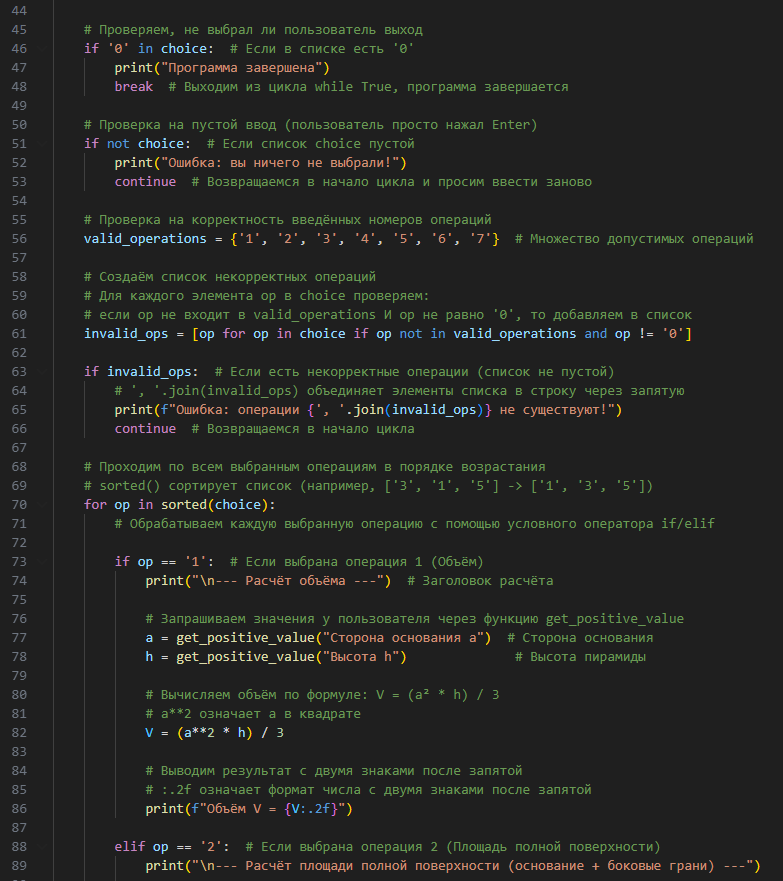 44
45 # Проверяем, не выбрал ли пользователь выход
46 if '0' in choice:  # Если в списке есть '0'
47     print("Программа завершена")
48     break  # Выходим из цикла while True, программа завершается
49
50 # Проверка на пустой ввод (пользователь просто нажал Enter)
51 if not choice:  # Если список choice пустой
52     print("Ошибка: вы ничего не выбрали!")
53     continue  # Возвращаемся в начало цикла и просим ввести заново
54
55 # Проверка на корректность введённых номеров операций
56 valid_operations = {'1', '2', '3', '4', '5', '6', '7'}  # Множество допустимых операций
57
58 # Создаём список некорректных операций
59 # Для каждого элемента op в choice проверяем:
60 # если op не входит в valid_operations И op не равно '0', то добавляем в список
61 invalid_ops = [op for op in choice if op not in valid_operations and op != '0']
62
63 if invalid_ops:  # Если есть некорректные операции (список не пустой)
64     # ', '.join(invalid_ops) объединяет элементы списка в строку через запятую
65     print(f"Ошибка: операции {', '.join(invalid_ops)} не существуют!")
66     continue  # Возвращаемся в начало цикла
67
68 # Проходим по всем выбранным операциям в порядке возрастания
69 # sorted() сортирует список (например, ['3', '1', '5'] -> ['1', '3', '5'])
70 for op in sorted(choice):
71     # Обрабатываем каждую выбранную операцию с помощью условного оператора if/elif
72
73     if op == '1':  # Если выбрана операция 1 (Объём)
74         print("\n--- Расчёт объёма ---")  # Заголовок расчёта
75
76         # Запрашиваем значения у пользователя через функцию get_positive_value
77         a = get_positive_value("Сторона основания a")  # Сторона основания
78         h = get_positive_value("Высота h")              # Высота пирамиды
79
80         # Вычисляем объём по формуле: V = (a² * h) / 3
81         # a**2 означает a в квадрате
82         V = (a**2 * h) / 3
83
84         # Выводим результат с двумя знаками после запятой
85         # :.2f означает формат числа с двумя знаками после запятой
86         print(f"Объём V = {V:.2f}")
87
88     elif op == '2':  # Если выбрана операция 2 (Площадь полной поверхности)
89         print("\n--- Расчёт площади полной поверхности (основание + боковые грани) ---")